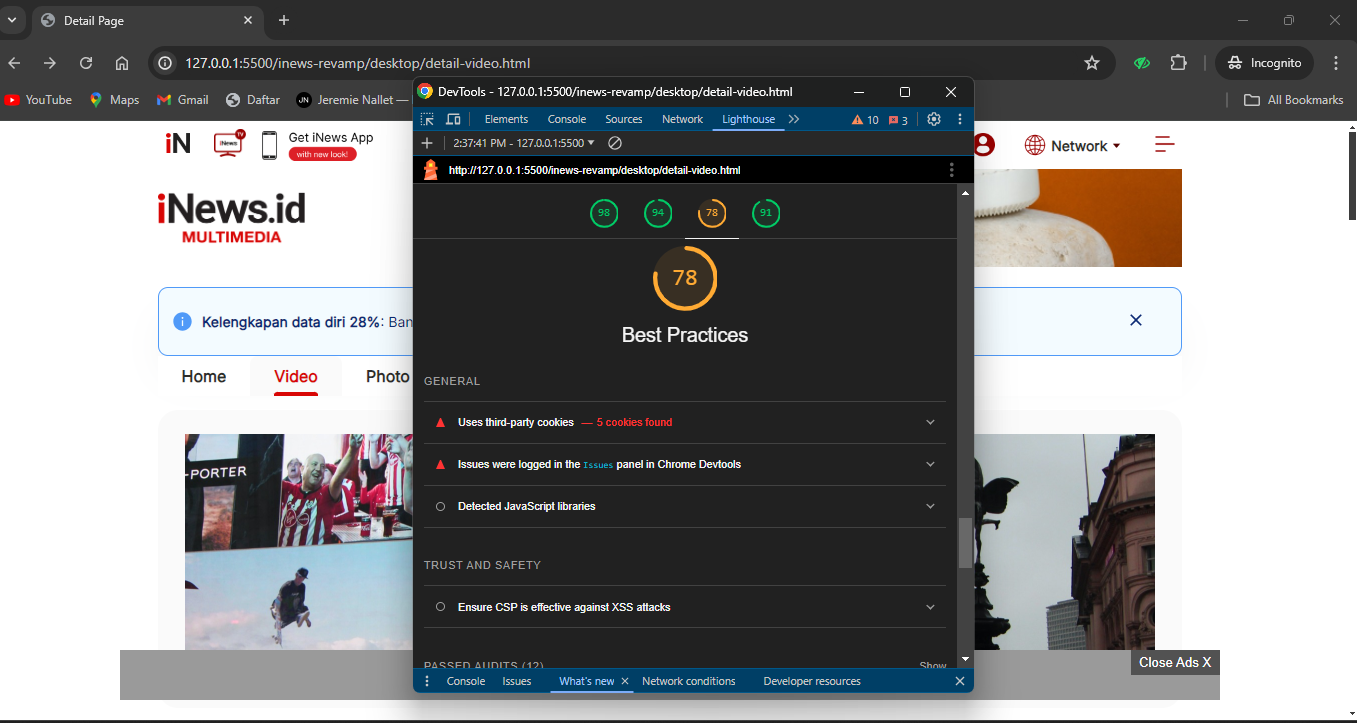 Detail Page
127.0.0.1:5500/inews-revamp/desktop/detail-video.html
Incognito
YouTube
Maps
Gmail
Daftar
JN
Jeremie Nallet —
All Bookmarks
DevTools - 127.0.0.1:5500/inews-revamp/desktop/detail-video.html
Elements Console Sources Network Lighthouse 10 3
2:37:41 PM - 127.0.0.1:5500
http://127.0.0.1:5500/inews-revamp/desktop/detail-video.html
iN
iNews
TV
Get iNews App
with new look!
Network
iNews.id
MULTIMEDIA
98 94 78 91
78
Best Practices
Kelengkapan data diri 28%: Ban
Home Video Photo
GENERAL
Uses third-party cookies — 5 cookies found
Issues were logged in the Issues panel in Chrome Devtools
Detected JavaScript libraries
TRUST AND SAFETY
Ensure CSP is effective against XSS attacks
PASSED AUDITS (12) Show
-PORTER
Close Ads X
Console Issues What's new Network conditions Developer resources